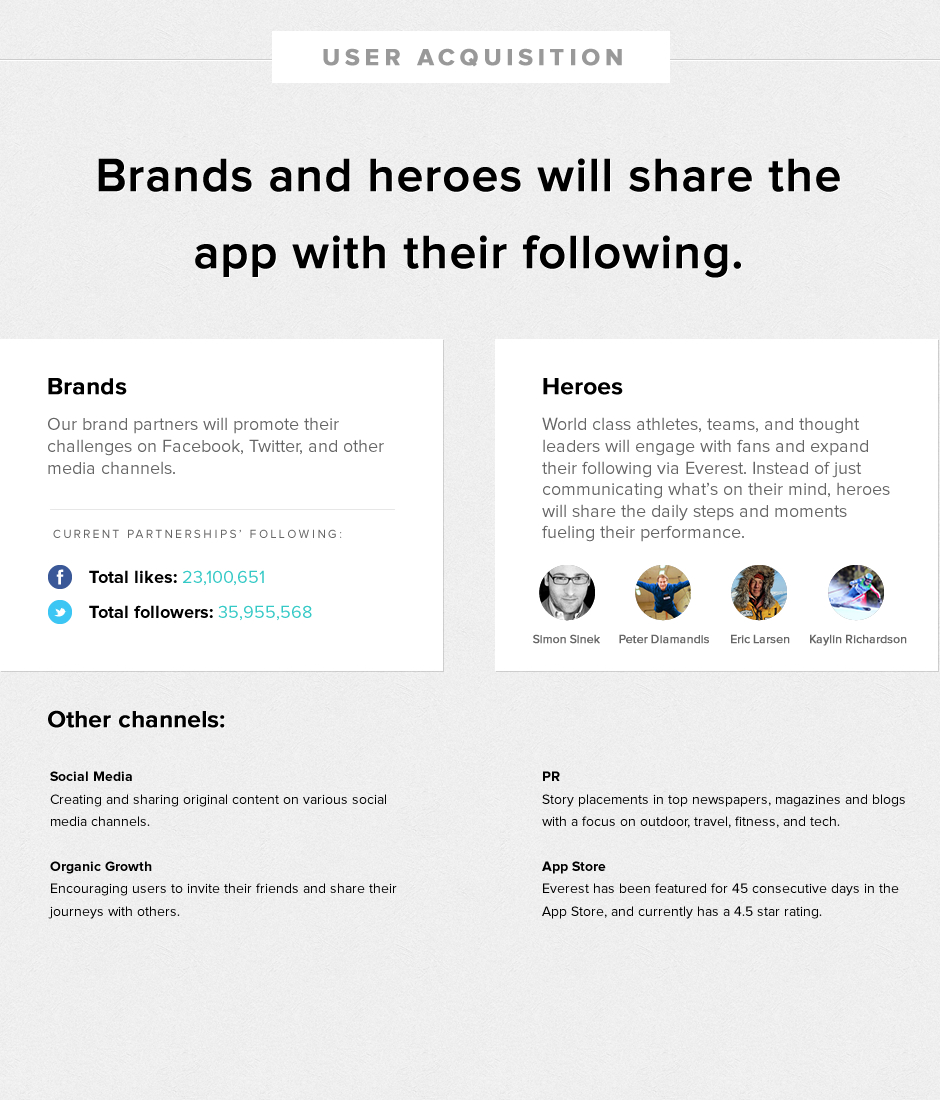 USER ACQUISITION
Brands and heroes will share the
app with their following.
Brands
Our brand partners will promote their
challenges on Facebook, Twitter, and other
media channels.
CURRENT PARTNERSHIPS’ FOLLOWING:
Total likes: 23,100,651
Total followers: 35,955,568
Heroes
World class athletes, teams, and thought
leaders will engage with fans and expand
their following via Everest. Instead of just
communicating what’s on their mind, heroes
will share the daily steps and moments
fueling their performance.
Simon Sinek Peter Diamandis Eric Larsen Kaylin Richardson
Other channels:
Social Media
Creating and sharing original content on various social
media channels.
Organic Growth
Encouraging users to invite their friends and share their
journeys with others.
PR
Story placements in top newspapers, magazines and blogs
with a focus on outdoor, travel, fitness, and tech.
App Store
Everest has been featured for 45 consecutive days in the
App Store, and currently has a 4.5 star rating.